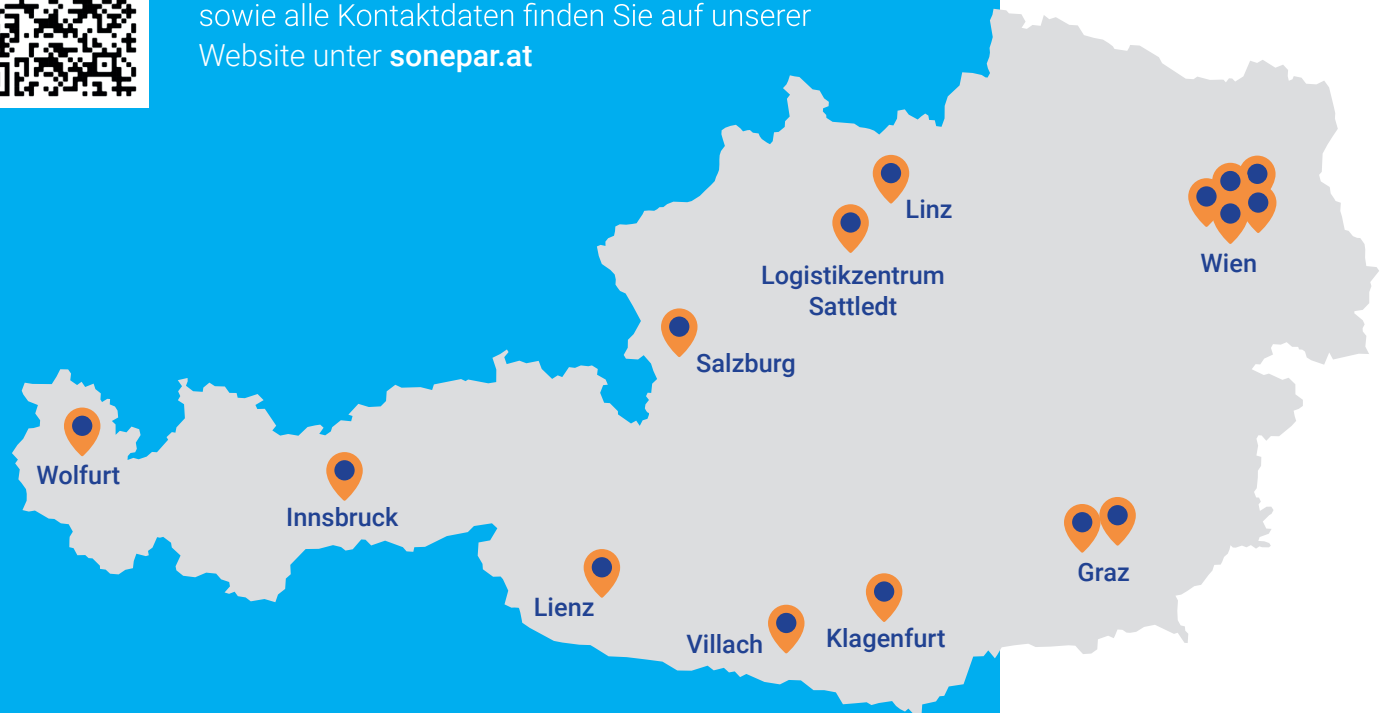 sowie alle Kontaktdaten finden Sie auf unserer
Website unter sonepar.at
Linz
Logistikzentrum
Sattledt
Wien
Salzburg
Wolfurt
Innsbruck
Graz
Lienz
Villach
Klagenfurt